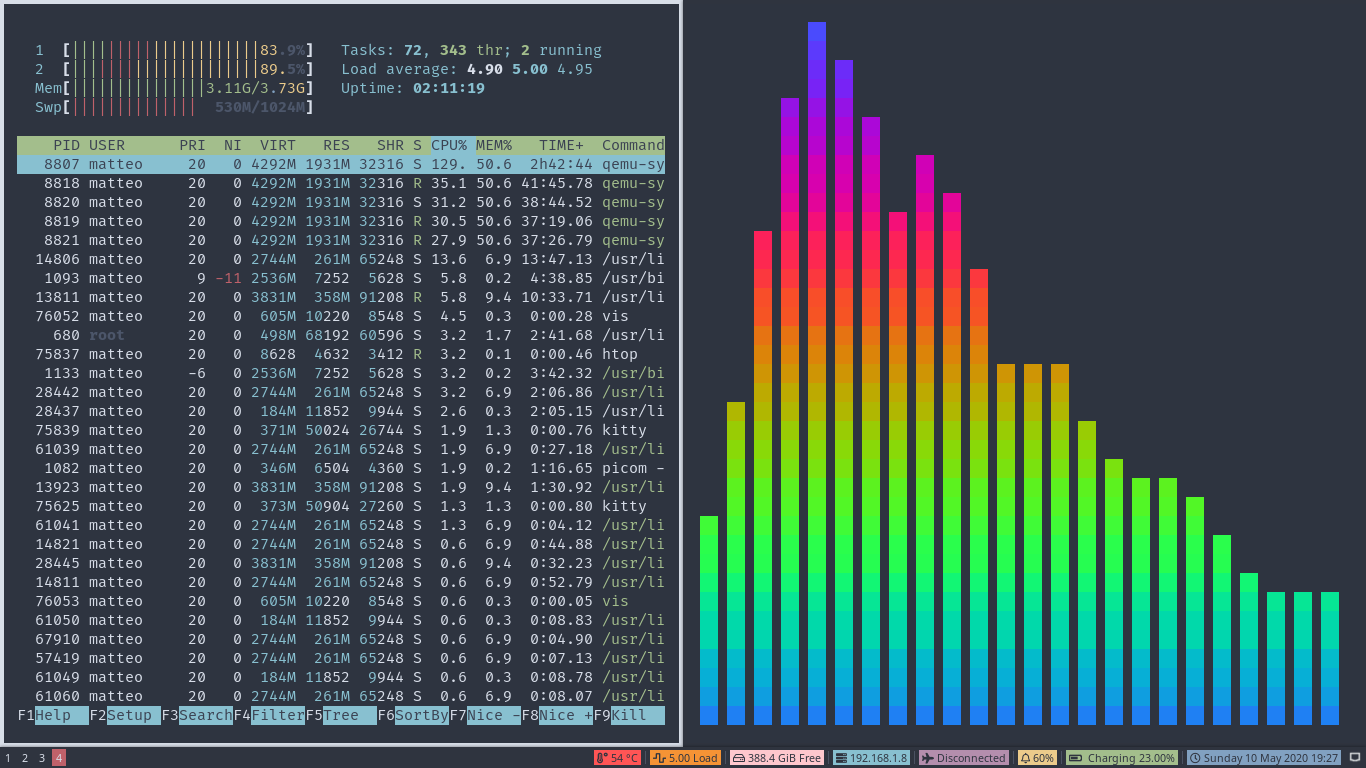 1 [||||||||||||||||||||||83.9%] Tasks: 72, 343 thr; 2 running
2 [||||||||||||||||||||||89.5%] Load average: 4.90 5.00 4.95
Mem[|||||||||||||||3.11G/3.73G] Uptime: 02:11:19
Swp[|||||||||||||| 530M/1024M]
PID USER PRI NI VIRT RES SHR S CPU% MEM% TIME+ Command
8807 matteo 20 0 4292M 1931M 32316 S 129. 50.6 2h42:44 qemu-sy
8818 matteo 20 0 4292M 1931M 32316 R 35.1 50.6 41:45.78 qemu-sy
8820 matteo 20 0 4292M 1931M 32316 S 31.2 50.6 38:44.52 qemu-sy
8819 matteo 20 0 4292M 1931M 32316 R 30.5 50.6 37:19.06 qemu-sy
8821 matteo 20 0 4292M 1931M 32316 R 27.9 50.6 37:26.79 qemu-sy
14806 matteo 20 0 2744M 261M 65248 S 13.6 6.9 13:47.13 /usr/li
1093 matteo 9 -11 2536M 7252 5628 S 5.8 0.2 4:38.85 /usr/bi
13811 matteo 20 0 3831M 358M 91208 R 5.8 9.4 10:33.71 /usr/li
76052 matteo 20 0 605M 10220 8548 S 4.5 0.3 0:00.28 vis
680 root 20 0 498M 68192 60596 S 3.2 1.7 2:41.68 /usr/li
75837 matteo 20 0 8628 4632 3412 R 3.2 0.1 0:00.46 htop
1133 matteo -6 0 2536M 7252 5628 S 3.2 0.2 3:42.32 /usr/bi
28442 matteo 20 0 2744M 261M 65248 S 3.2 6.9 2:06.86 /usr/li
28437 matteo 20 0 184M 11852 9944 S 2.6 0.3 2:05.15 /usr/li
75839 matteo 20 0 371M 50024 26744 S 1.9 1.3 0:00.76 kitty
61039 matteo 20 0 2744M 261M 65248 S 1.9 6.9 0:27.18 /usr/li
1082 matteo 20 0 346M 6504 4360 S 1.9 0.2 1:16.65 picom -
13923 matteo 20 0 3831M 358M 91208 S 1.9 9.4 1:30.92 /usr/li
75625 matteo 20 0 373M 50904 27260 S 1.3 1.3 0:00.80 kitty
61041 matteo 20 0 2744M 261M 65248 S 1.3 6.9 0:04.12 /usr/li
14821 matteo 20 0 2744M 261M 65248 S 0.6 6.9 0:44.88 /usr/li
28445 matteo 20 0 3831M 358M 91208 S 0.6 9.4 0:32.23 /usr/li
14811 matteo 20 0 2744M 261M 65248 S 0.6 6.9 0:52.79 /usr/li
76053 matteo 20 0 605M 10220 8548 S 0.6 0.3 0:00.05 vis
61050 matteo 20 0 184M 11852 9944 S 0.6 0.3 0:08.83 /usr/li
67910 matteo 20 0 2744M 261M 65248 S 0.6 6.9 0:04.90 /usr/li
57419 matteo 20 0 2744M 261M 65248 S 0.6 6.9 0:07.13 /usr/li
61049 matteo 20 0 184M 11852 9944 S 0.6 0.3 0:08.78 /usr/li
61060 matteo 20 0 2744M 261M 65248 S 0.6 6.9 0:08.07 /usr/li
F1Help F2Setup F3SearchF4FilterF5Tree F6SortByF7Nice -F8Nice +F9Kill
1 2 3 4 54 °C 5.00 Load 388.4 GiB Free 192.168.1.8 Disconnected 60% Charging 23.00% Sunday 10 May 2020 19:27